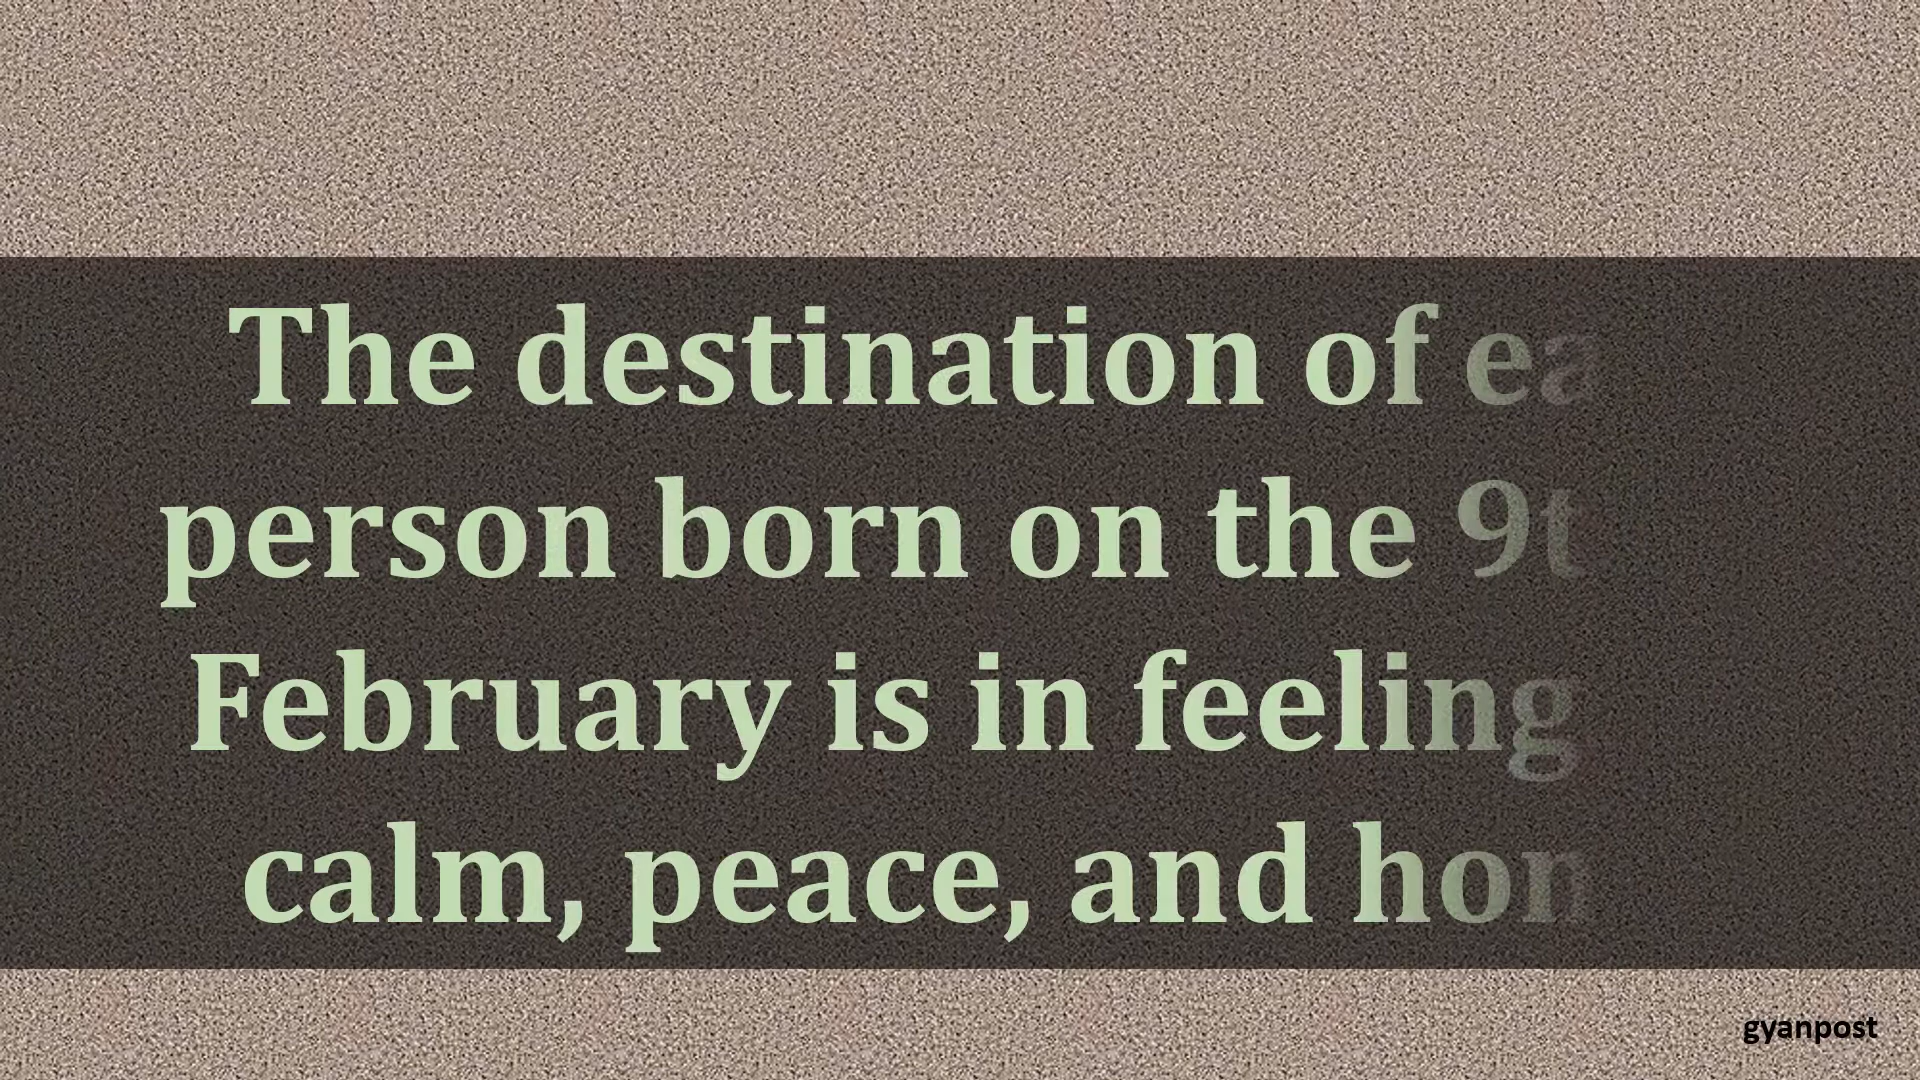 The destination of ea
person born on the 9t
February is in feeling
calm, peace, and hon
gyanpost